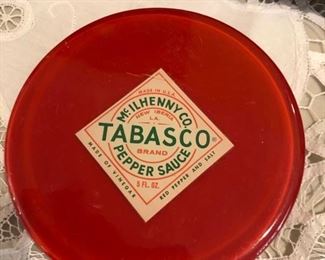 MADE IN U.S.A.
McILHENNY CO.
NEW IBERIA
LA.
TABASCO®
BRAND
PEPPER SAUCE
5 FL. OZ.
MADE OF VINEGAR
RED PEPPER AND SALT